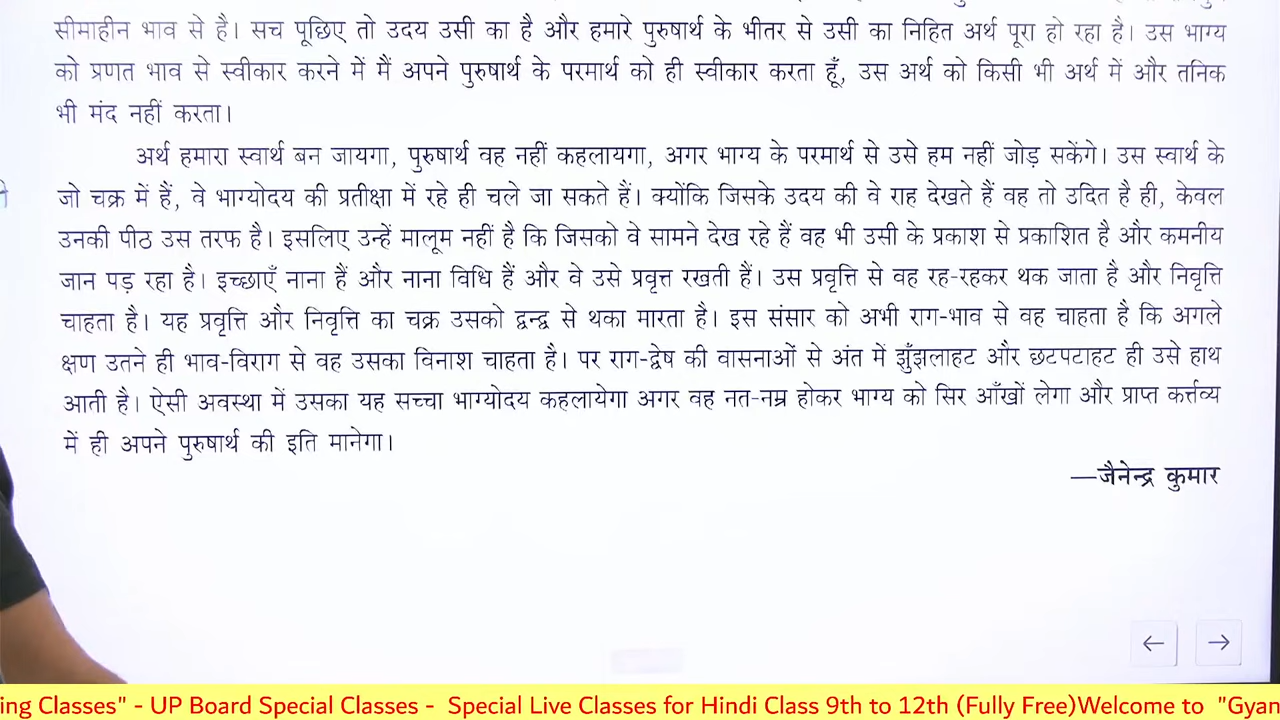 सीमाहीन भाव से है। सच पूछिए तो उदय उसी का है और हमारे पुरुषार्थ के भीतर से उसी का निहित अर्थ पूरा हो रहा है। उस भाग्य
को प्रणत भाव से स्वीकार करने में मैं अपने पुरुषार्थ के परमार्थ को ही स्वीकार करता हूँ, उस अर्थ को किसी भी अर्थ में और तनिक
भी मंद नहीं करता।
अर्थ हमारा स्वार्थ बन जायगा, पुरुषार्थ वह नहीं कहलायगा, अगर भाग्य के परमार्थ से उसे हम नहीं जोड़ सकेंगे। उस स्वार्थ के
जो चक्र में हैं, वे भाग्योदय की प्रतीक्षा में रहे ही चले जा सकते हैं। क्योंकि जिसके उदय की वे राह देखते हैं वह तो उदित है ही, केवल
उनकी पीठ उस तरफ है। इसलिए उन्हें मालूम नहीं है कि जिसको वे सामने देख रहे हैं वह भी उसी के प्रकाश से प्रकाशित है और कमनीय
जान पड़ रहा है। इच्छाएँ नाना हैं और नाना विधि हैं और वे उसे प्रवृत्त रखती हैं। उस प्रवृत्ति से वह रह-रहकर थक जाता है और निवृत्ति
चाहता है। यह प्रवृत्ति और निवृत्ति का चक्र उसको द्वन्द्व से थका मारता है। इस संसार को अभी राग-भाव से वह चाहता है कि अगले
क्षण उतने ही भाव-विराग से वह उसका विनाश चाहता है। पर राग-द्वेष की वासनाओं से अंत में झुँझलाहट और छटपटाहट ही उसे हाथ
आती है। ऐसी अवस्था में उसका यह सच्चा भाग्योदय कहलायेगा अगर वह नत-नम्र होकर भाग्य को सिर आँखों लेगा और प्राप्त कर्त्तव्य
में ही अपने पुरुषार्थ की इति मानेगा।
—जैनेन्द्र कुमार
ing Classes" - UP Board Special Classes - Special Live Classes for Hindi Class 9th to 12th (Fully Free)Welcome to "Gyan